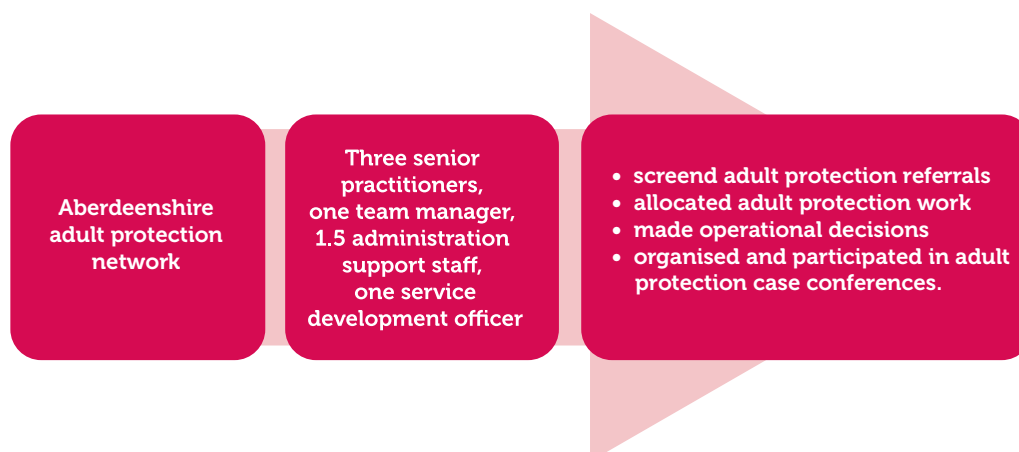 Aberdeenshire
adult protection
network
Three senior
practitioners,
one team manager,
1.5 administration
support staff,
one service
development officer
• screend adult protection referrals
• allocated adult protection work
• made operational decisions
• organised and participated in adult
protection case conferences.